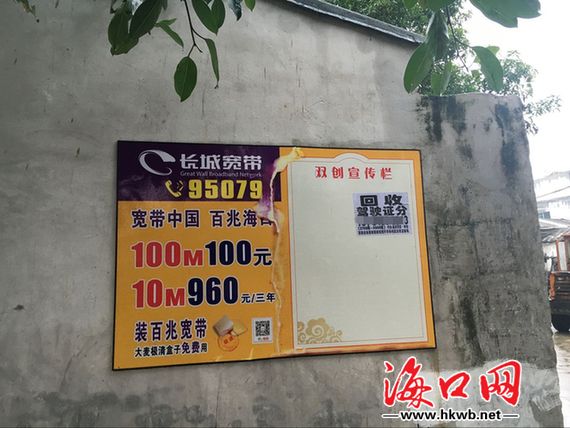 长城宽带
Great Wall Broadband Network
95079
宽带中国 百兆海口
100M100元
10M960元/三年
装百兆宽带
大麦极清盒子免费用
双创宣传栏
回收
驾驶证分
海口网
www.hkwb.net